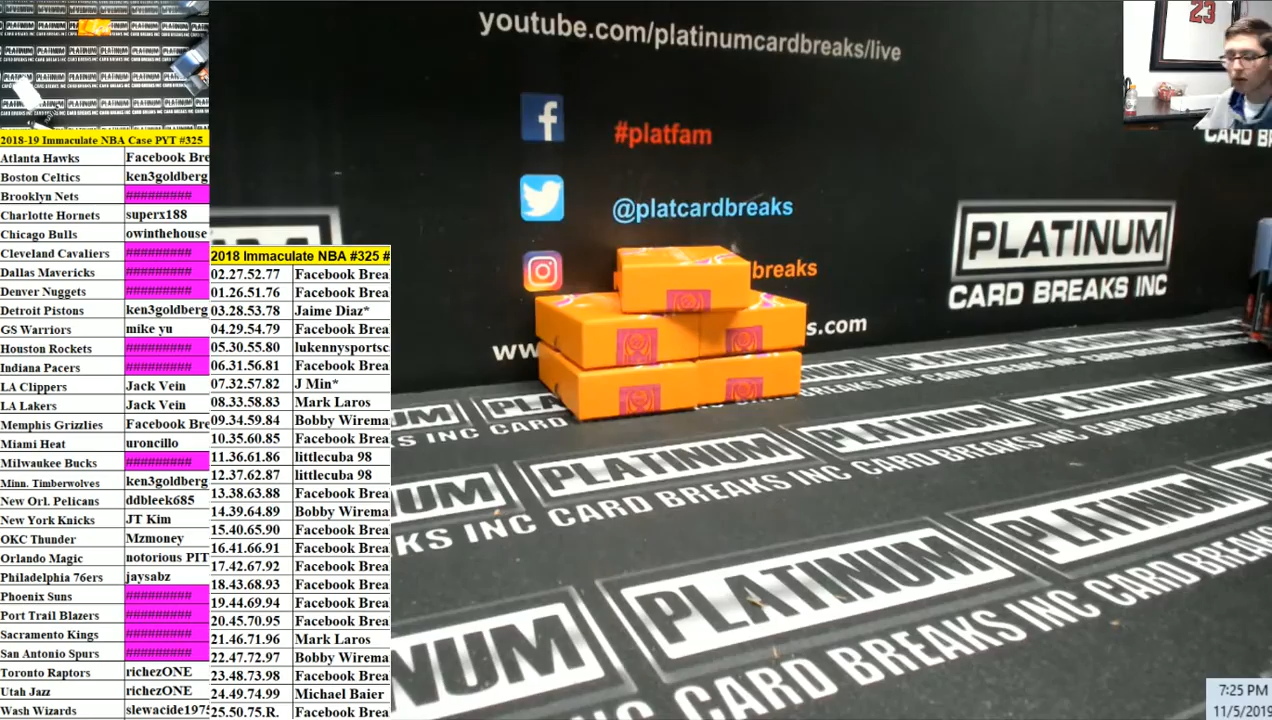 youtube.com/platinumcardbreaks/live
#platfam
@platcardbreaks
breaks
s.com
ww
23
PLATINUM
CARD BREAKS INC
2018-19 Immaculate NBA Case PYT #325
Atlanta Hawks Facebook Bre
Boston Celtics ken3goldberg
Brooklyn Nets #########
Charlotte Hornets superx188
Chicago Bulls owinthehouse
Cleveland Cavaliers #########
Dallas Mavericks #########
Denver Nuggets #########
Detroit Pistons ken3goldberg
GS Warriors mike yu
Houston Rockets #########
Indiana Pacers #########
LA Clippers Jack Vein
LA Lakers Jack Vein
Memphis Grizzlies Facebook Bre
Miami Heat uroncillo
Milwaukee Bucks #########
Minn. Timberwolves ken3goldberg
New Orl. Pelicans ddbleek685
New York Knicks JT Kim
OKC Thunder Mzmoney
Orlando Magic notorious PIT
Philadelphia 76ers jaysabz
Phoenix Suns #########
Port Trail Blazers #########
Sacramento Kings #########
San Antonio Spurs #########
Toronto Raptors richezONE
Utah Jazz richezONE
Wash Wizards slewacide1975
2018 Immaculate NBA #325 #
02.27.52.77 Facebook Brea
01.26.51.76 Facebook Brea
03.28.53.78 Jaime Diaz*
04.29.54.79 Facebook Brea
05.30.55.80 lukennysportsc
06.31.56.81 Facebook Brea
07.32.57.82 J Min*
08.33.58.83 Mark Laros
09.34.59.84 Bobby Wirema
10.35.60.85 Facebook Brea
11.36.61.86 littlecuba 98
12.37.62.87 littlecuba 98
13.38.63.88 Facebook Brea
14.39.64.89 Bobby Wirema
15.40.65.90 Facebook Brea
16.41.66.91 Facebook Brea
17.42.67.92 Facebook Brea
18.43.68.93 Facebook Brea
19.44.69.94 Facebook Brea
20.45.70.95 Facebook Brea
21.46.71.96 Mark Laros
22.47.72.97 Bobby Wirema
23.48.73.98 Facebook Brea
24.49.74.99 Michael Baier
25.50.75.R. Facebook Brea
PLATINUM
CARD BREAKS INC
PLATINUM
CARD BREAKS INC
7:25 PM
11/5/2019